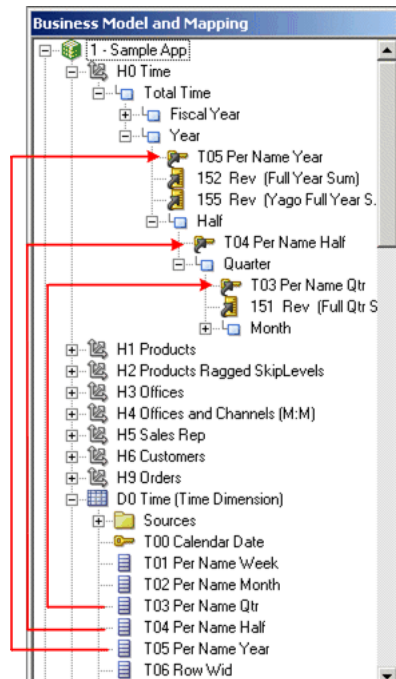 Business Model and Mapping
1 - Sample App
H0 Time
Total Time
Fiscal Year
Year
T05 Per Name Year
152 Rev (Full Year Sum)
155 Rev (Yago Full Year S.
Half
T04 Per Name Half
Quarter
T03 Per Name Qtr
151 Rev (Full Qtr S
Month
H1 Products
H2 Products Ragged SkipLevels
H3 Offices
H4 Offices and Channels (M:M)
H5 Sales Rep
H6 Customers
H9 Orders
D0 Time (Time Dimension)
Sources
T00 Calendar Date
T01 Per Name Week
T02 Per Name Month
T03 Per Name Qtr
T04 Per Name Half
T05 Per Name Year
T06 Row Wid